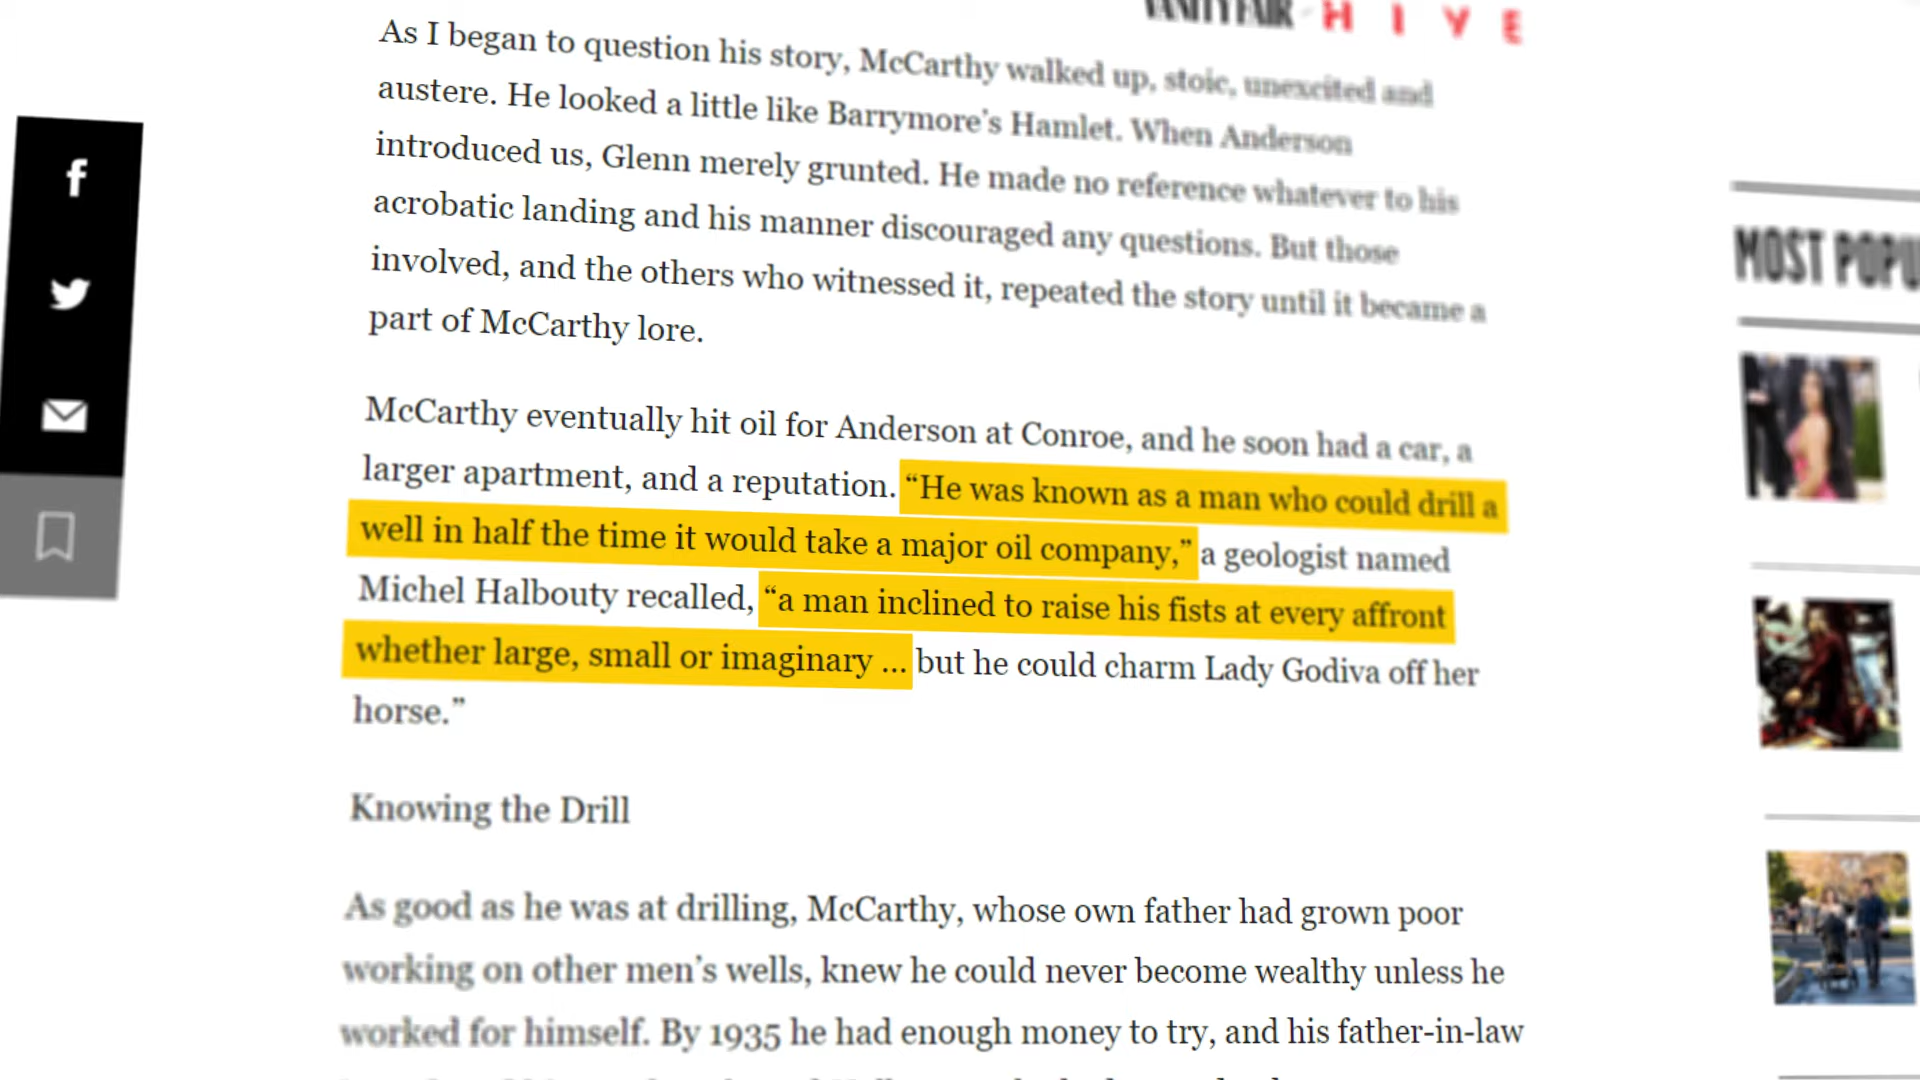 VANITY FAIR HIVE
As I began to question his story, McCarthy walked up, stoic, unexcited and
austere. He looked a little like Barrymore’s Hamlet. When Anderson
introduced us, Glenn merely grunted. He made no reference whatever to his
acrobatic landing and his manner discouraged any questions. But those
involved, and the others who witnessed it, repeated the story until it became a
part of McCarthy lore.
McCarthy eventually hit oil for Anderson at Conroe, and he soon had a car, a
larger apartment, and a reputation. “He was known as a man who could drill a
well in half the time it would take a major oil company,” a geologist named
Michel Halbouty recalled, “a man inclined to raise his fists at every affront
whether large, small or imaginary ... but he could charm Lady Godiva off her
horse.”
Knowing the Drill
As good as he was at drilling, McCarthy, whose own father had grown poor
working on other men’s wells, knew he could never become wealthy unless he
worked for himself. By 1935 he had enough money to try, and his father-in-law
MOST POPU